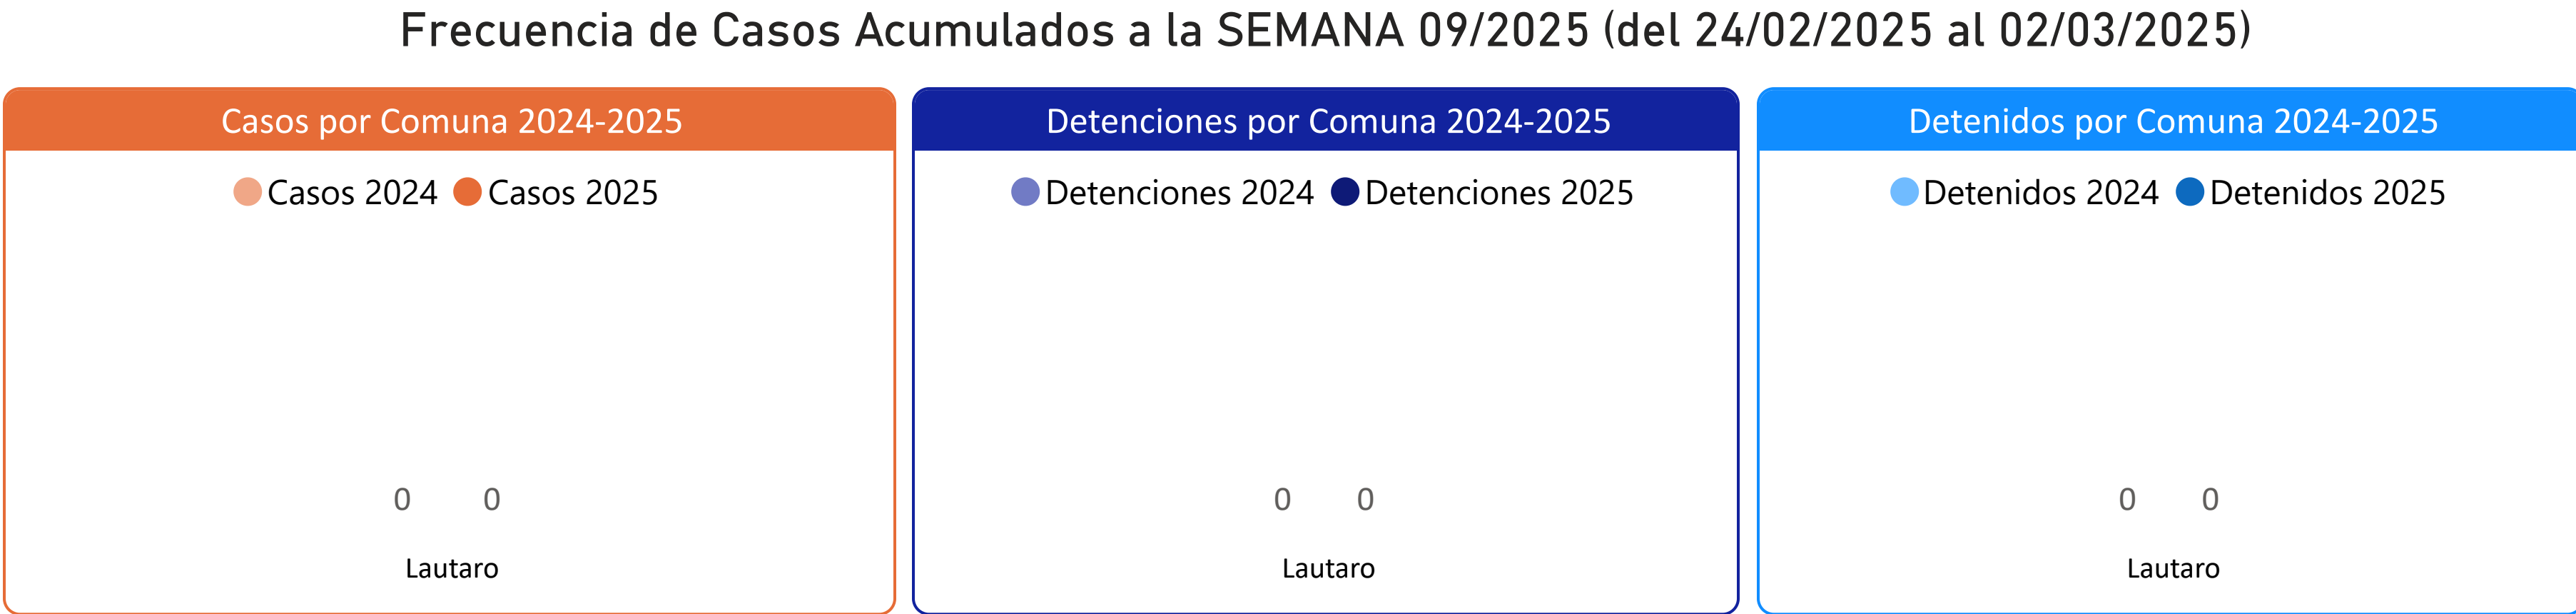 Frecuencia de Casos Acumulados a la SEMANA 09/2025 (del 24/02/2025 al 02/03/2025)
Casos por Comuna 2024-2025
Casos 2024 Casos 2025
0 0
Lautaro
Detenciones por Comuna 2024-2025
Detenciones 2024 Detenciones 2025
0 0
Lautaro
Detenidos por Comuna 2024-2025
Detenidos 2024 Detenidos 2025
0 0
Lautaro